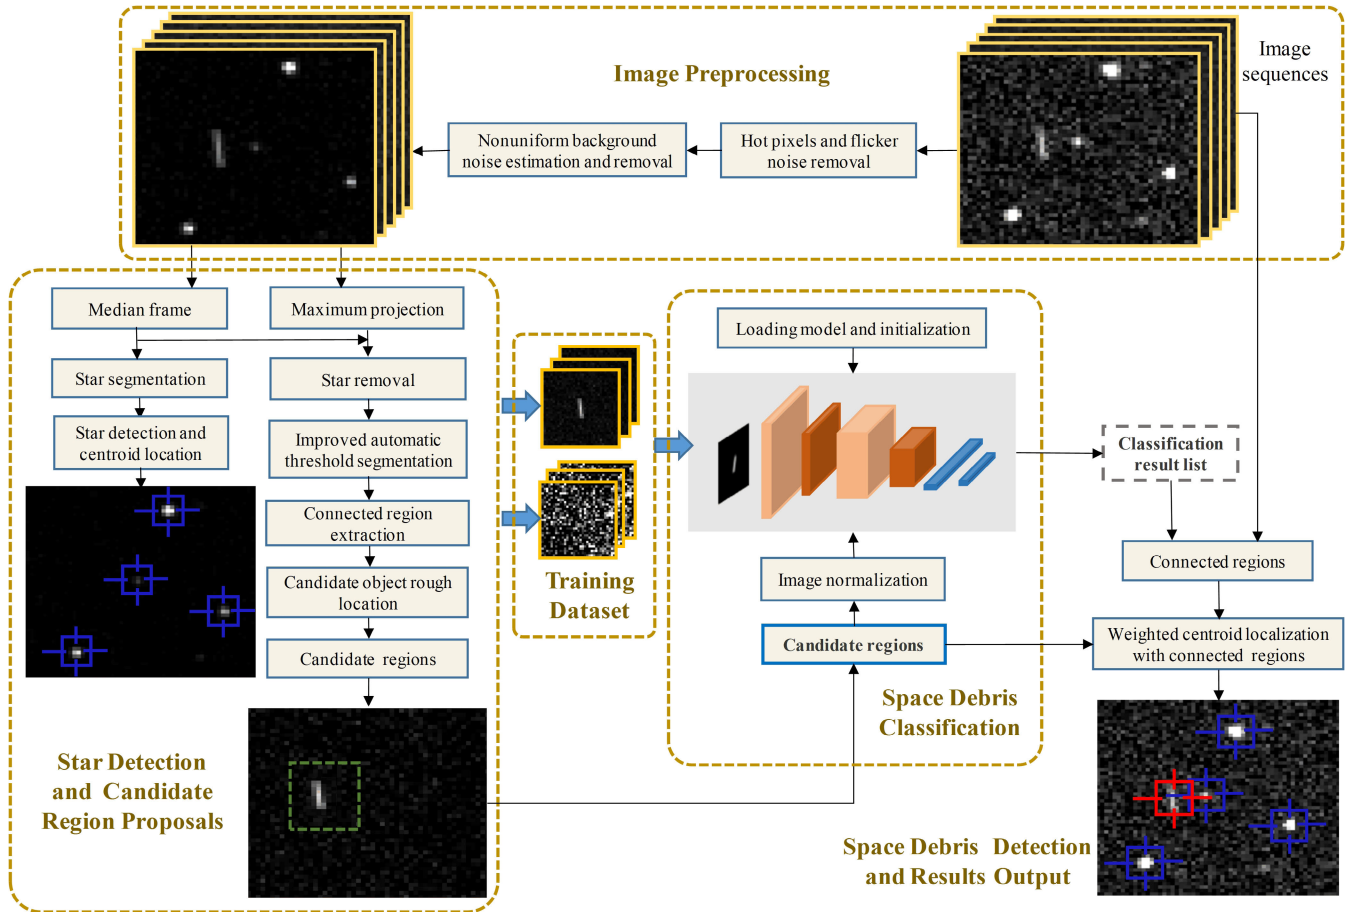 Image Preprocessing
Image
sequences
Nonuniform background
noise estimation and removal
Hot pixels and flicker
noise removal
Median frame
Maximum projection
Star segmentation
Star removal
Star detection and
centroid location
Improved automatic
threshold segmentation
Connected region
extraction
Candidate object rough
location
Candidate regions
Star Detection
and Candidate
Region Proposals
Training
Dataset
Loading model and initialization
Image normalization
Candidate regions
Space Debris
Classification
Classification
result list
Connected regions
Weighted centroid localization
with connected regions
Space Debris Detection
and Results Output